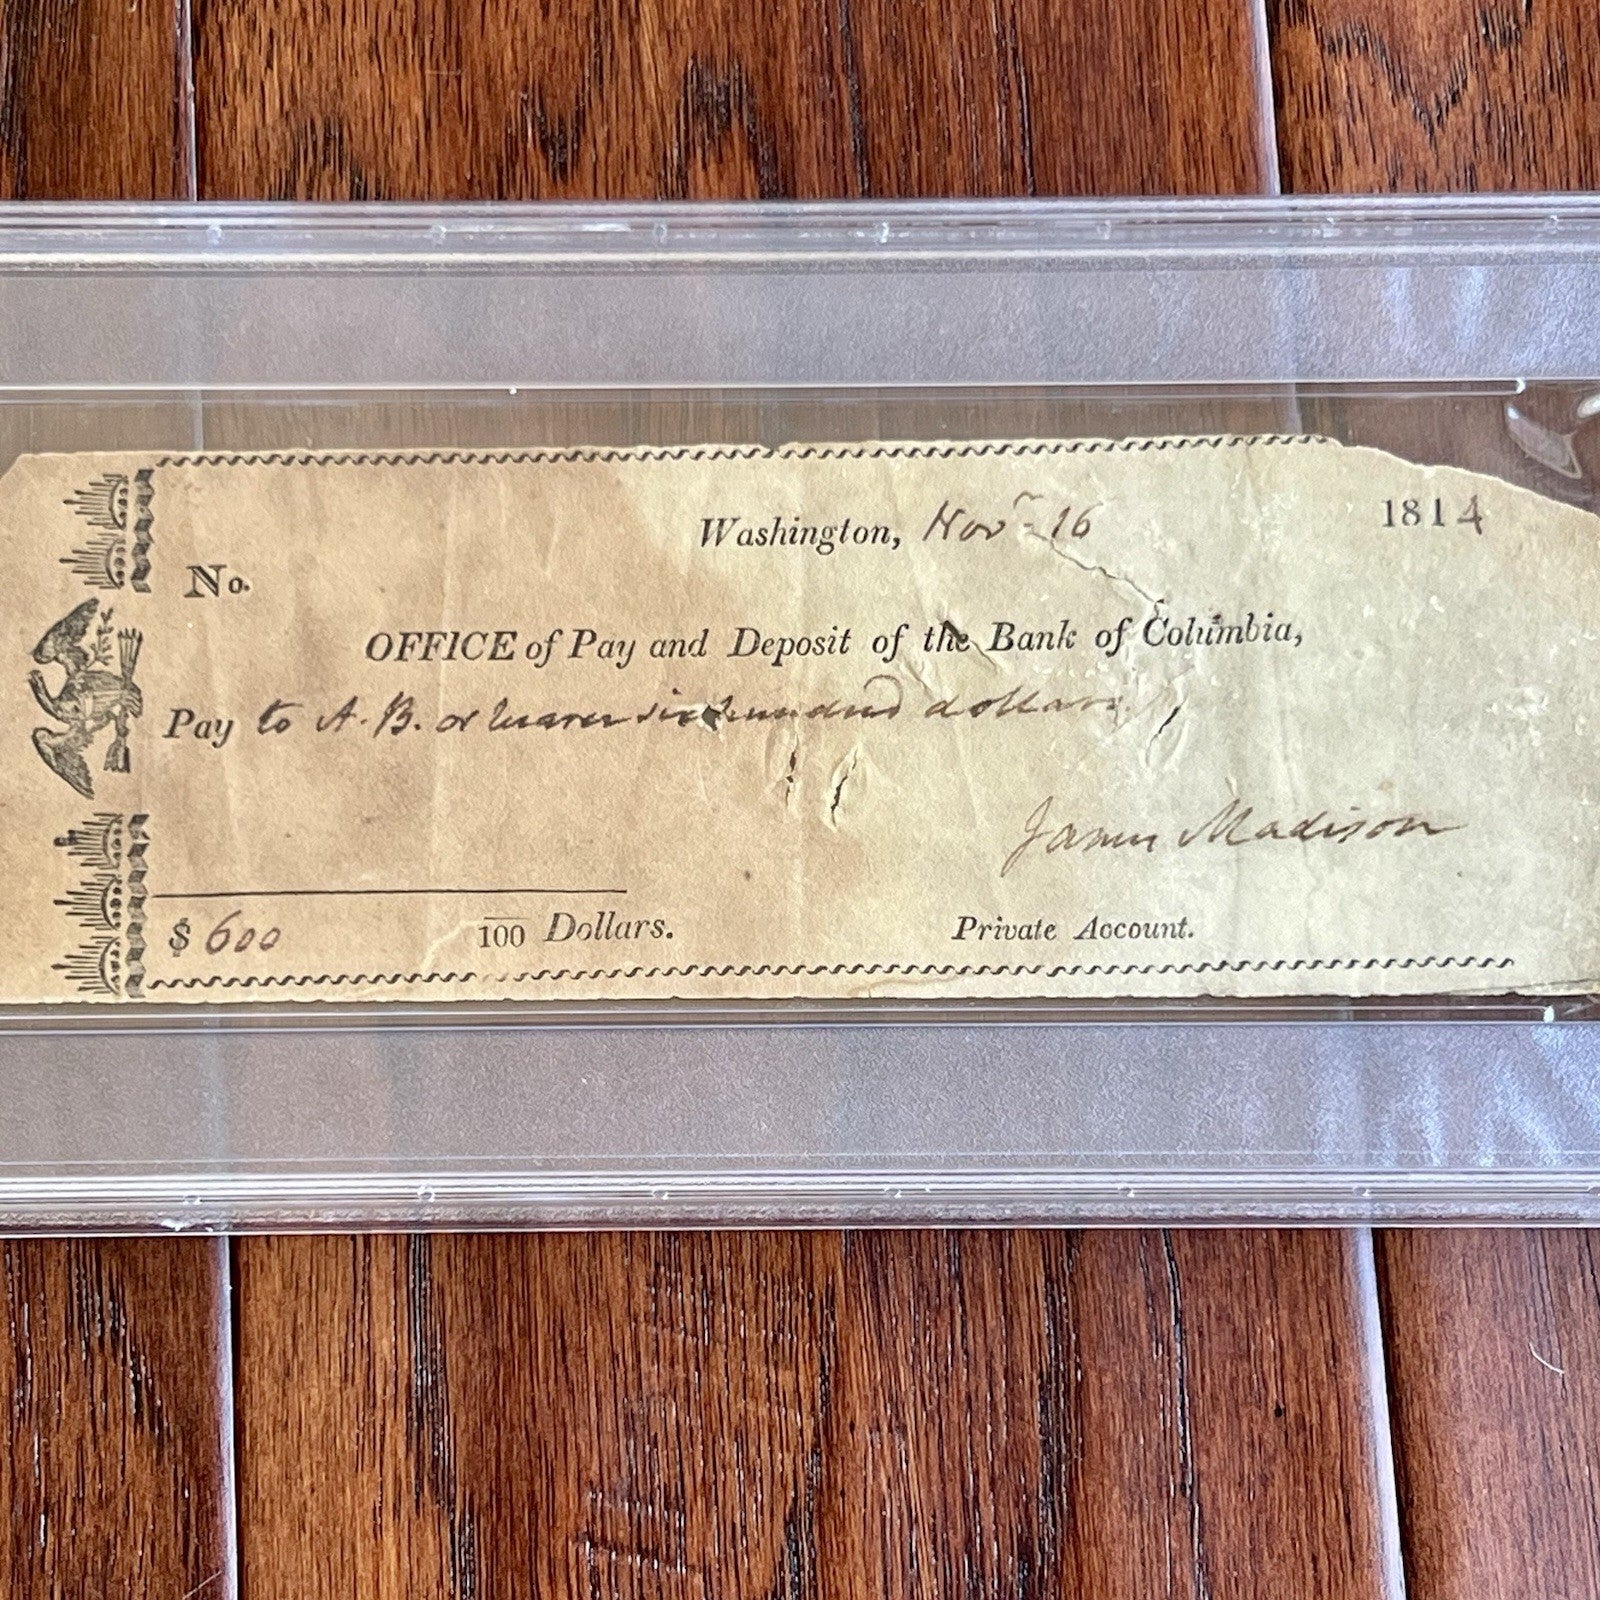 Washington, Novr 16 1814
No.
OFFICE of Pay and Deposit of the Bank of Columbia,
Pay to A. B. or bearer six hundred dollars.
James Madison
$ 600 100 Dollars.
Private Account.